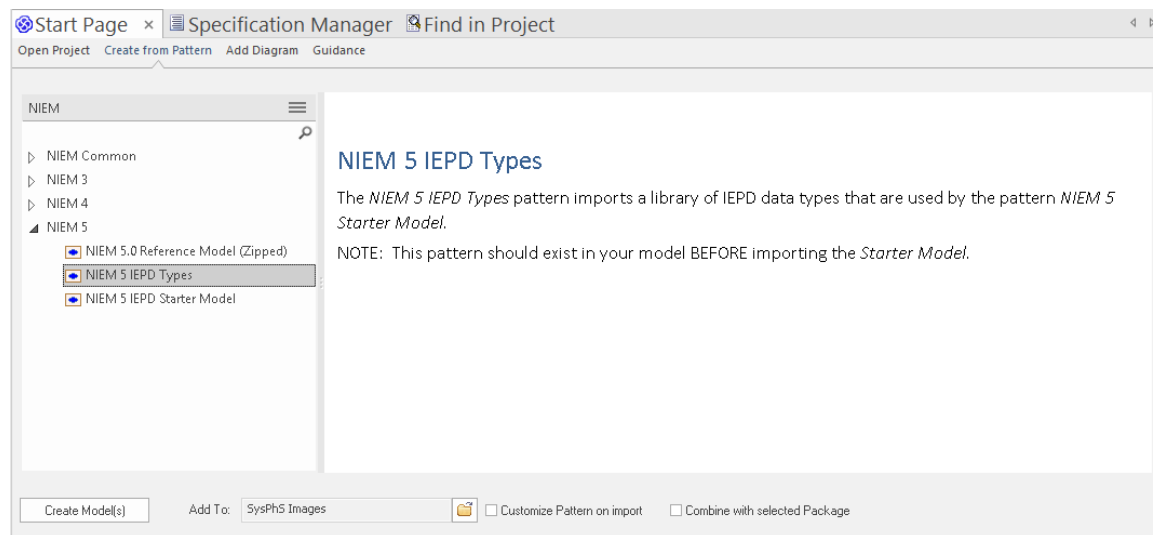 Start Page × Specification Manager Find in Project
Open Project Create from Pattern Add Diagram Guidance
NIEM
NIEM Common
NIEM 3
NIEM 4
NIEM 5
NIEM 5.0 Reference Model (Zipped)
NIEM 5 IEPD Types
NIEM 5 IEPD Starter Model
NIEM 5 IEPD Types
The NIEM 5 IEPD Types pattern imports a library of IEPD data types that are used by the pattern NIEM 5
Starter Model.
NOTE: This pattern should exist in your model BEFORE importing the Starter Model.
Create Model(s) Add To: SysPhS Images Customize Pattern on import Combine with selected Package